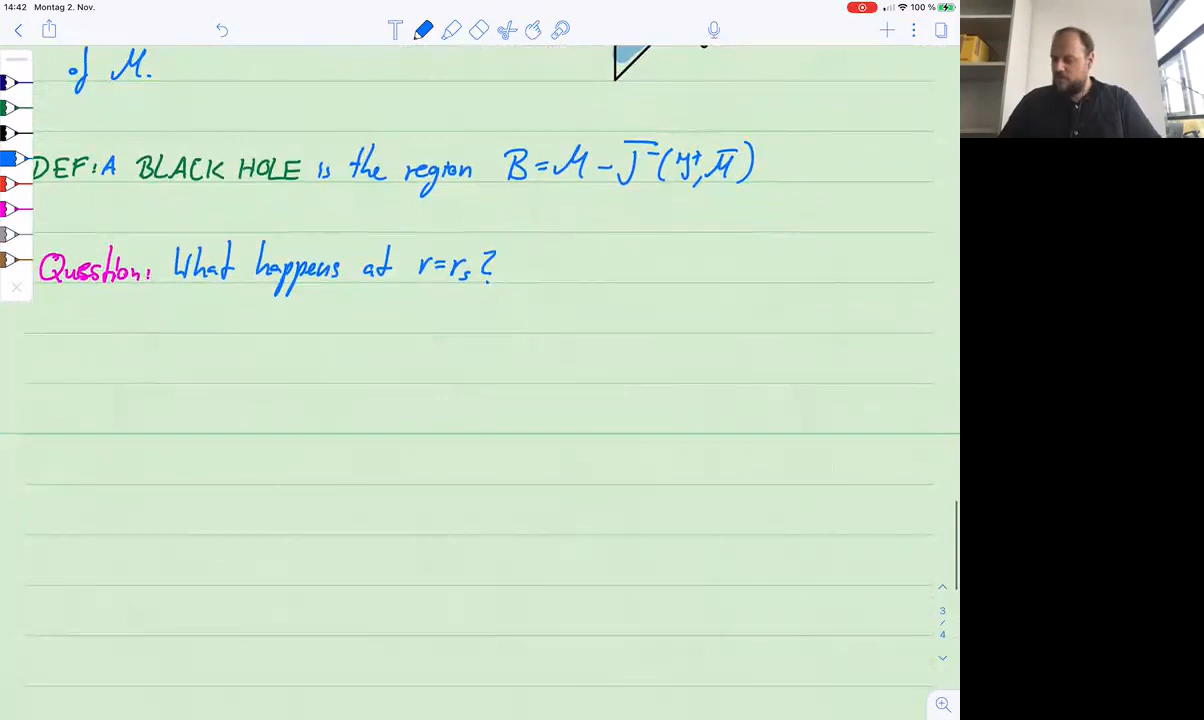 14:42 Montag 2. Nov. 100 %
T
of M.
DEF: A BLACK HOLE is the region B = M - J̅⁻(𝒥⁺, M̅)
Question: What happens at r=rₛ?
3
/
4